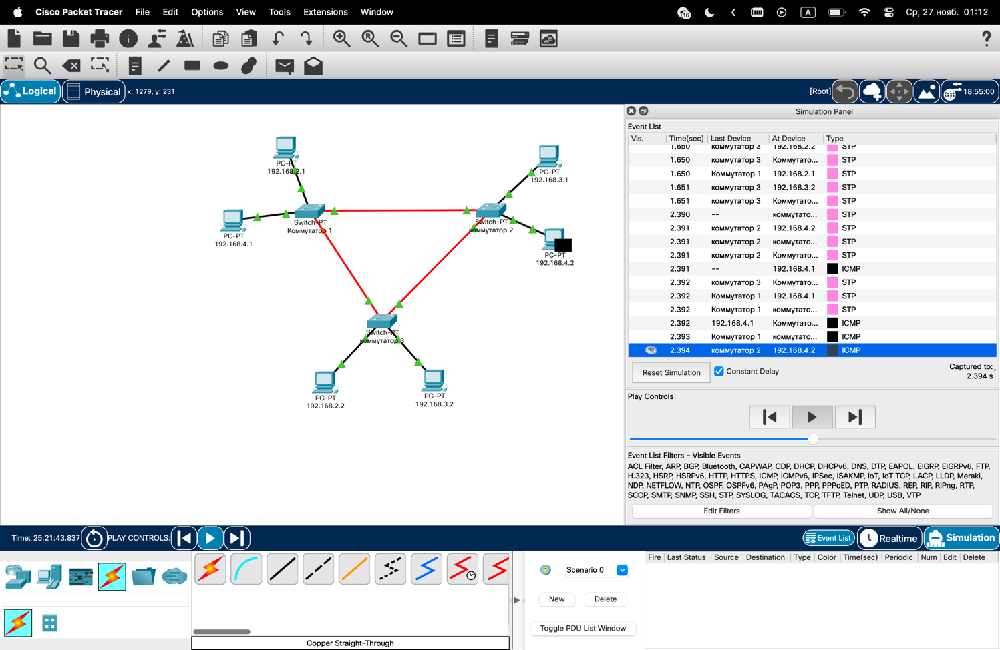 Cisco Packet Tracer File Edit Options View Tools Extensions Window 16 A Ср, 27 нояб. 01:12
?
Logical Physical x: 1279, y: 231 [Root] 18:55:00
Simulation Panel
Event List
Vis. Time(sec) Last Device At Device Type
1.650 коммутатор 3 192.168.2.2 STP
1.650 коммутатор 3 Коммутато... STP
1.650 Коммутатор 1 192.168.2.1 STP
1.651 коммутатор 3 192.168.3.2 STP
1.651 коммутатор 3 Коммутато... STP
2.390 -- коммутато... STP
2.391 коммутатор 2 192.168.4.2 STP
2.391 коммутатор 2 коммутато... STP
2.391 коммутатор 2 Коммутато... STP
2.391 -- 192.168.4.1 ICMP
2.392 коммутатор 3 Коммутато... STP
2.392 Коммутатор 1 192.168.4.1 STP
2.392 Коммутатор 1 коммутато... STP
2.392 192.168.4.1 Коммутато... ICMP
2.393 Коммутатор 1 коммутато... ICMP
2.394 коммутатор 2 192.168.4.2 ICMP
Reset Simulation Constant Delay Captured to:
2.394 s
Play Controls
Event List Filters - Visible Events
ACL Filter, ARP, BGP, Bluetooth, CAPWAP, CDP, DHCP, DHCPv6, DNS, DTP, EAPOL, EIGRP, EIGRPv6, FTP,
H.323, HSRP, HSRPv6, HTTP, HTTPS, ICMP, ICMPv6, IPSec, ISAKMP, IoT, IoT TCP, LACP, LLDP, Meraki,
NDP, NETFLOW, NTP, OSPF, OSPFv6, PAgP, POP3, PPP, PPPoED, PTP, RADIUS, REP, RIP, RIPng, RTP,
SCCP, SMTP, SNMP, SSH, STP, SYSLOG, TACACS, TCP, TFTP, Telnet, UDP, USB, VTP
Edit Filters Show All/None
PC-PT
192.168.2.1
PC-PT
192.168.3.1
Switch-PT
Коммутатор 1
Switch-PT
коммутатор 2
PC-PT
192.168.4.1
PC-PT
192.168.4.2
Switch-PT
коммутатор 3
PC-PT
192.168.2.2
PC-PT
192.168.3.2
Time: 25:21:43.837 PLAY CONTROLS: Event List Realtime Simulation
Scenario 0
New Delete
Toggle PDU List Window
Fire Last Status Source Destination Type Color Time(sec) Periodic Num Edit Delete
Copper Straight-Through